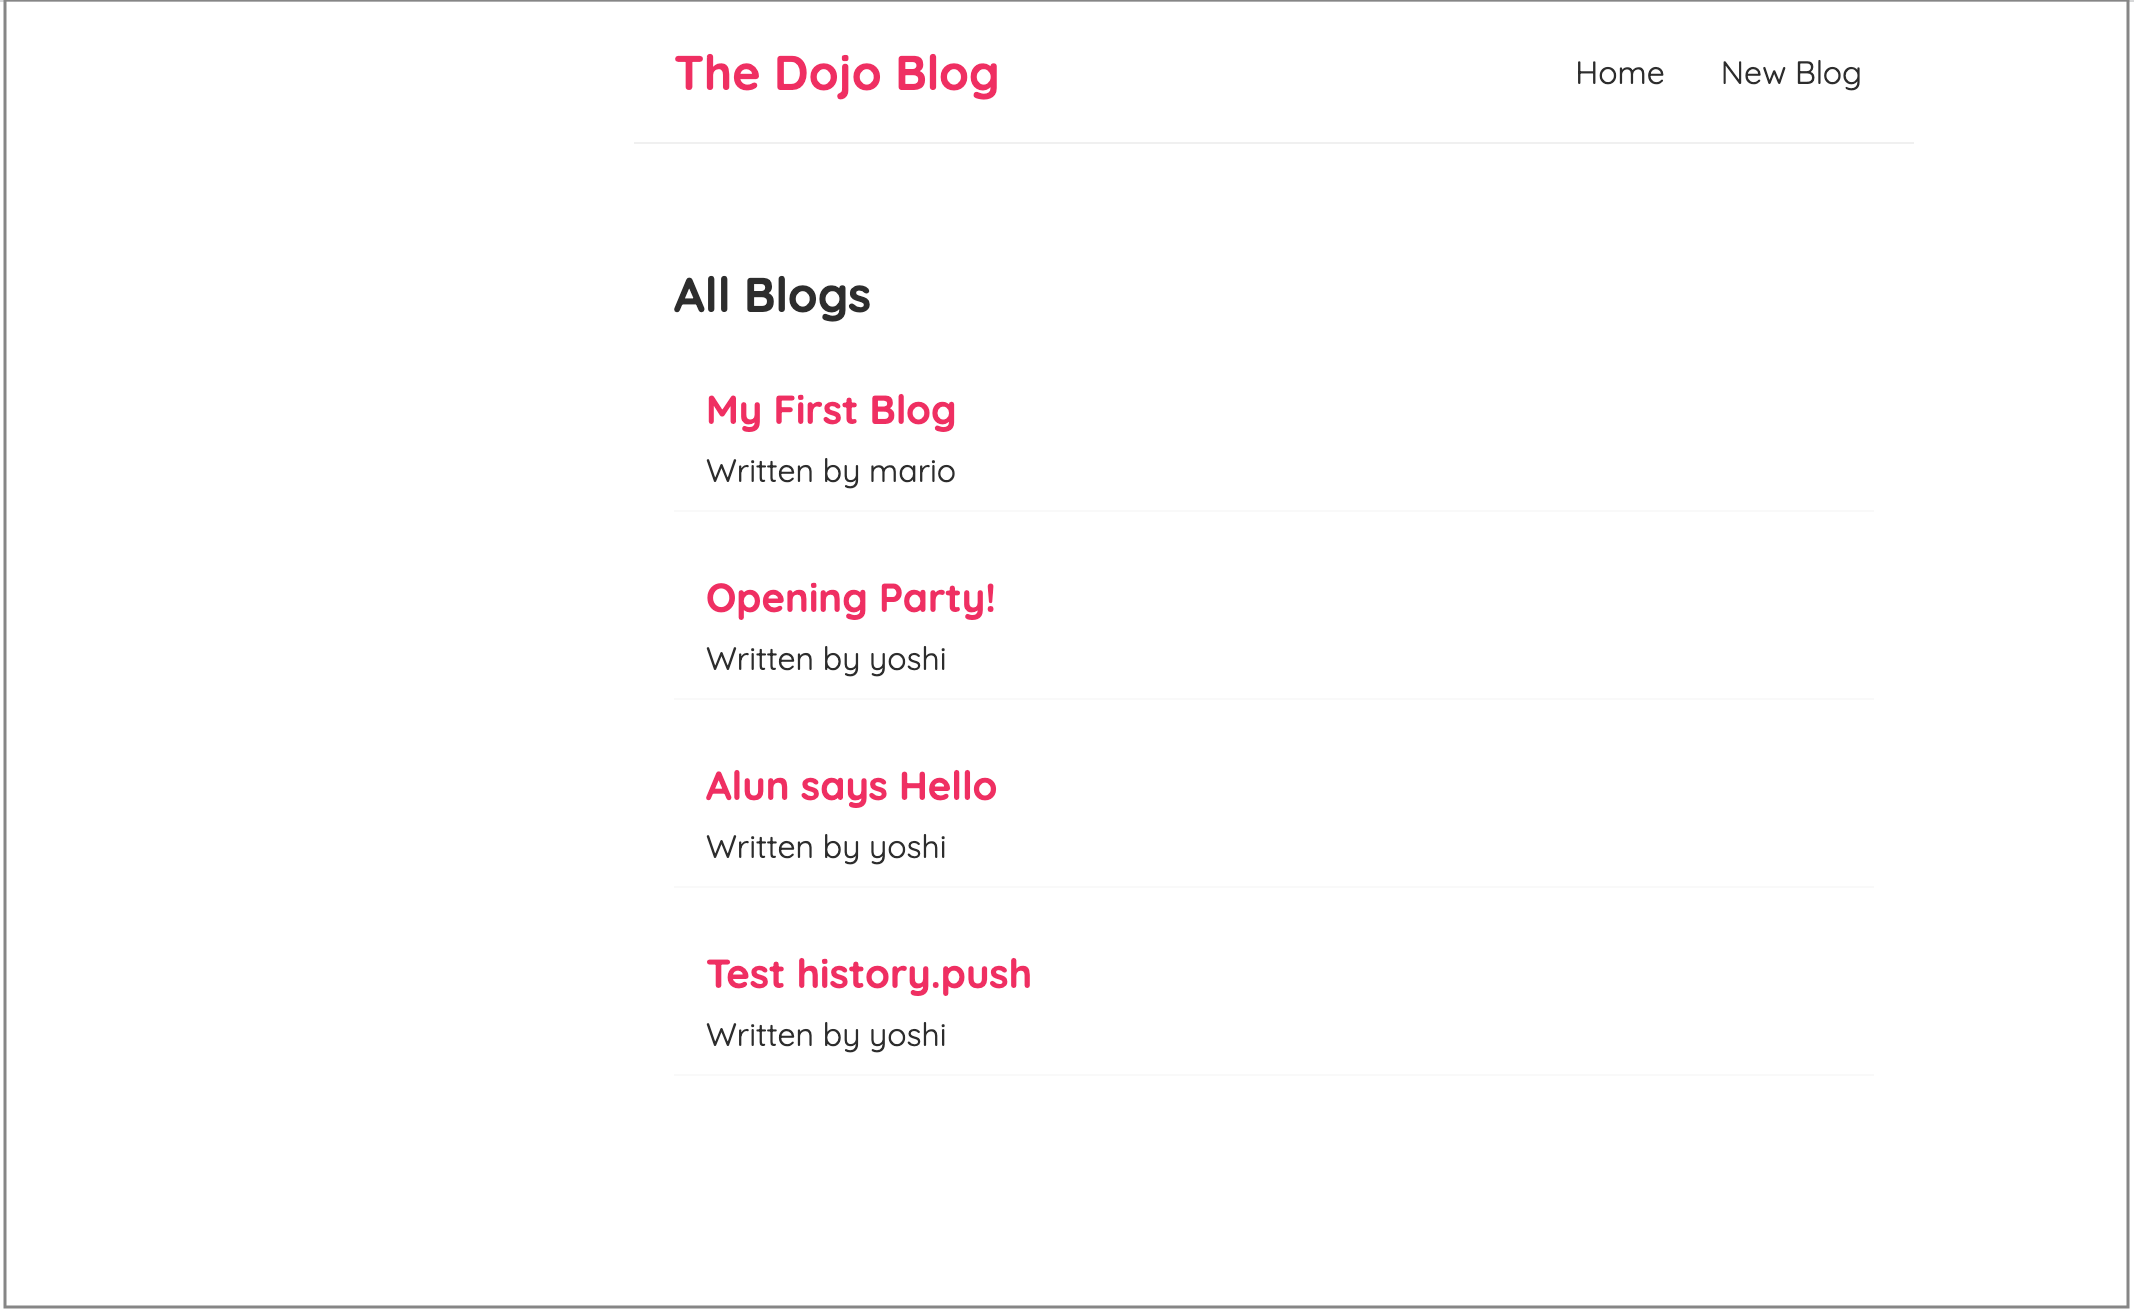 The Dojo Blog
Home New Blog
All Blogs
My First Blog
Written by mario
Opening Party!
Written by yoshi
Alun says Hello
Written by yoshi
Test history.push
Written by yoshi